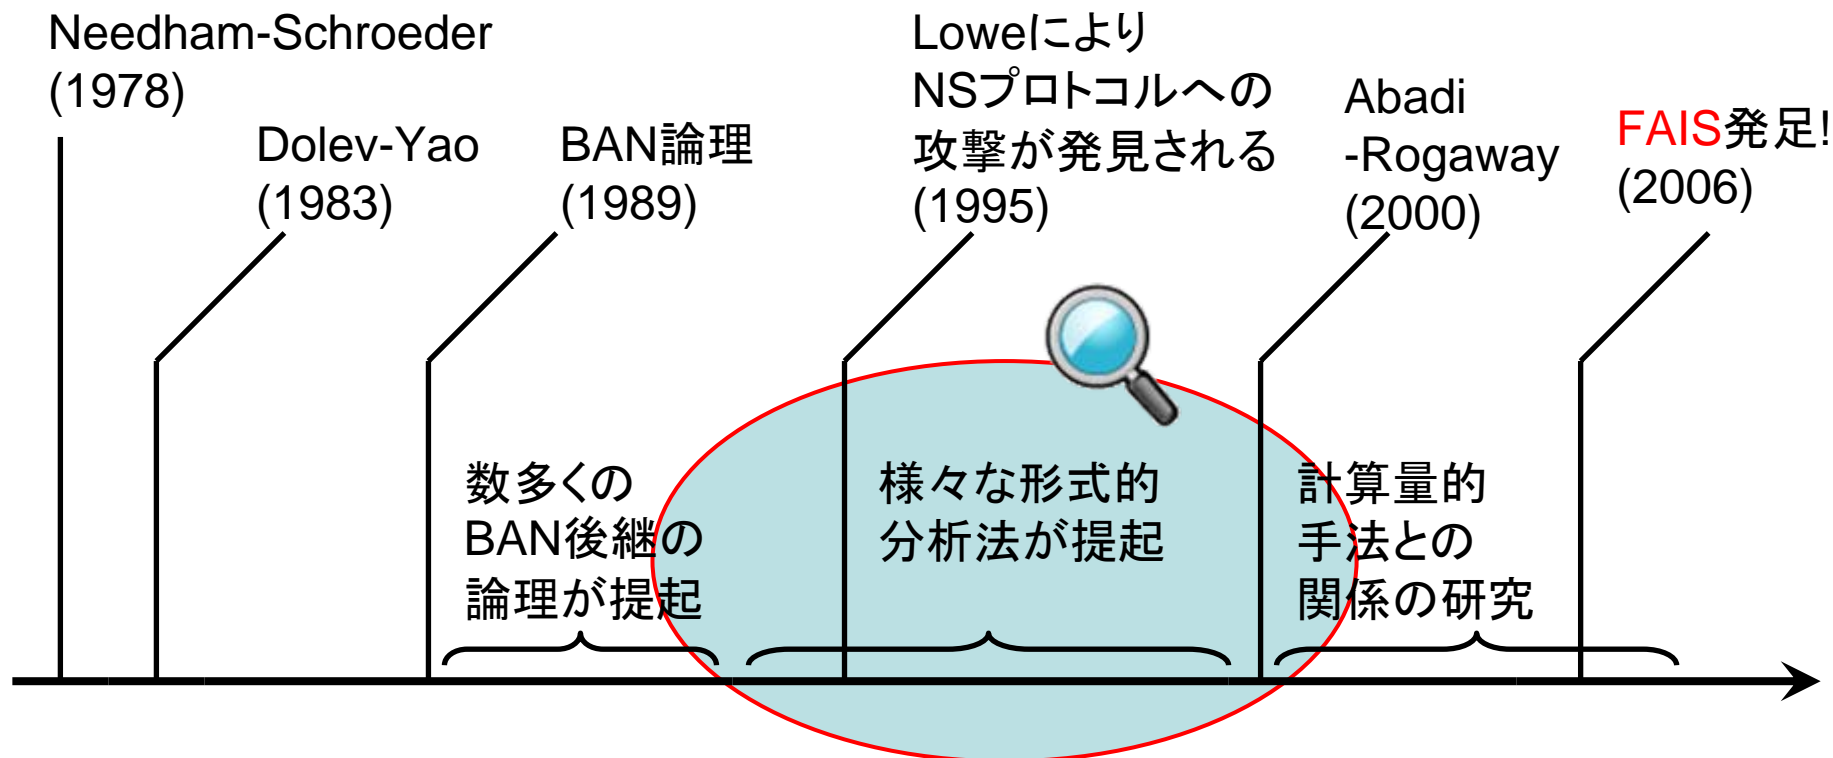 Needham-Schroeder
(1978)
Dolev-Yao
(1983)
BAN論理
(1989)
Loweにより
NSプロトコルへの
攻撃が発見される
(1995)
Abadi
-Rogaway
(2000)
FAIS発足!
(2006)
数多くの
BAN後継の
論理が提起
様々な形式的
分析法が提起
計算量的
手法との
関係の研究